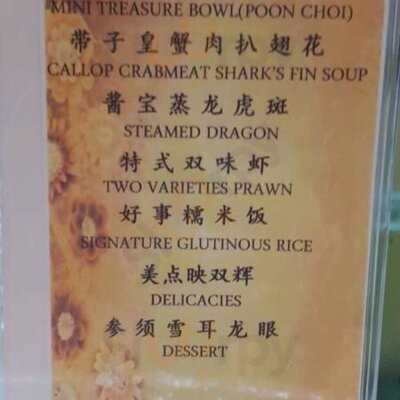 MINI TREASURE BOWL(POON CHOI)
带子皇蟹肉扒翅花
CALLOP CRABMEAT SHARK'S FIN SOUP
酱宝蒸龙虎斑
STEAMED DRAGON
特式双味虾
TWO VARIETIES PRAWN
好事糯米饭
SIGNATURE GLUTINOUS RICE
美点映双辉
DELICACIES
参须雪耳龙眼
DESSERT